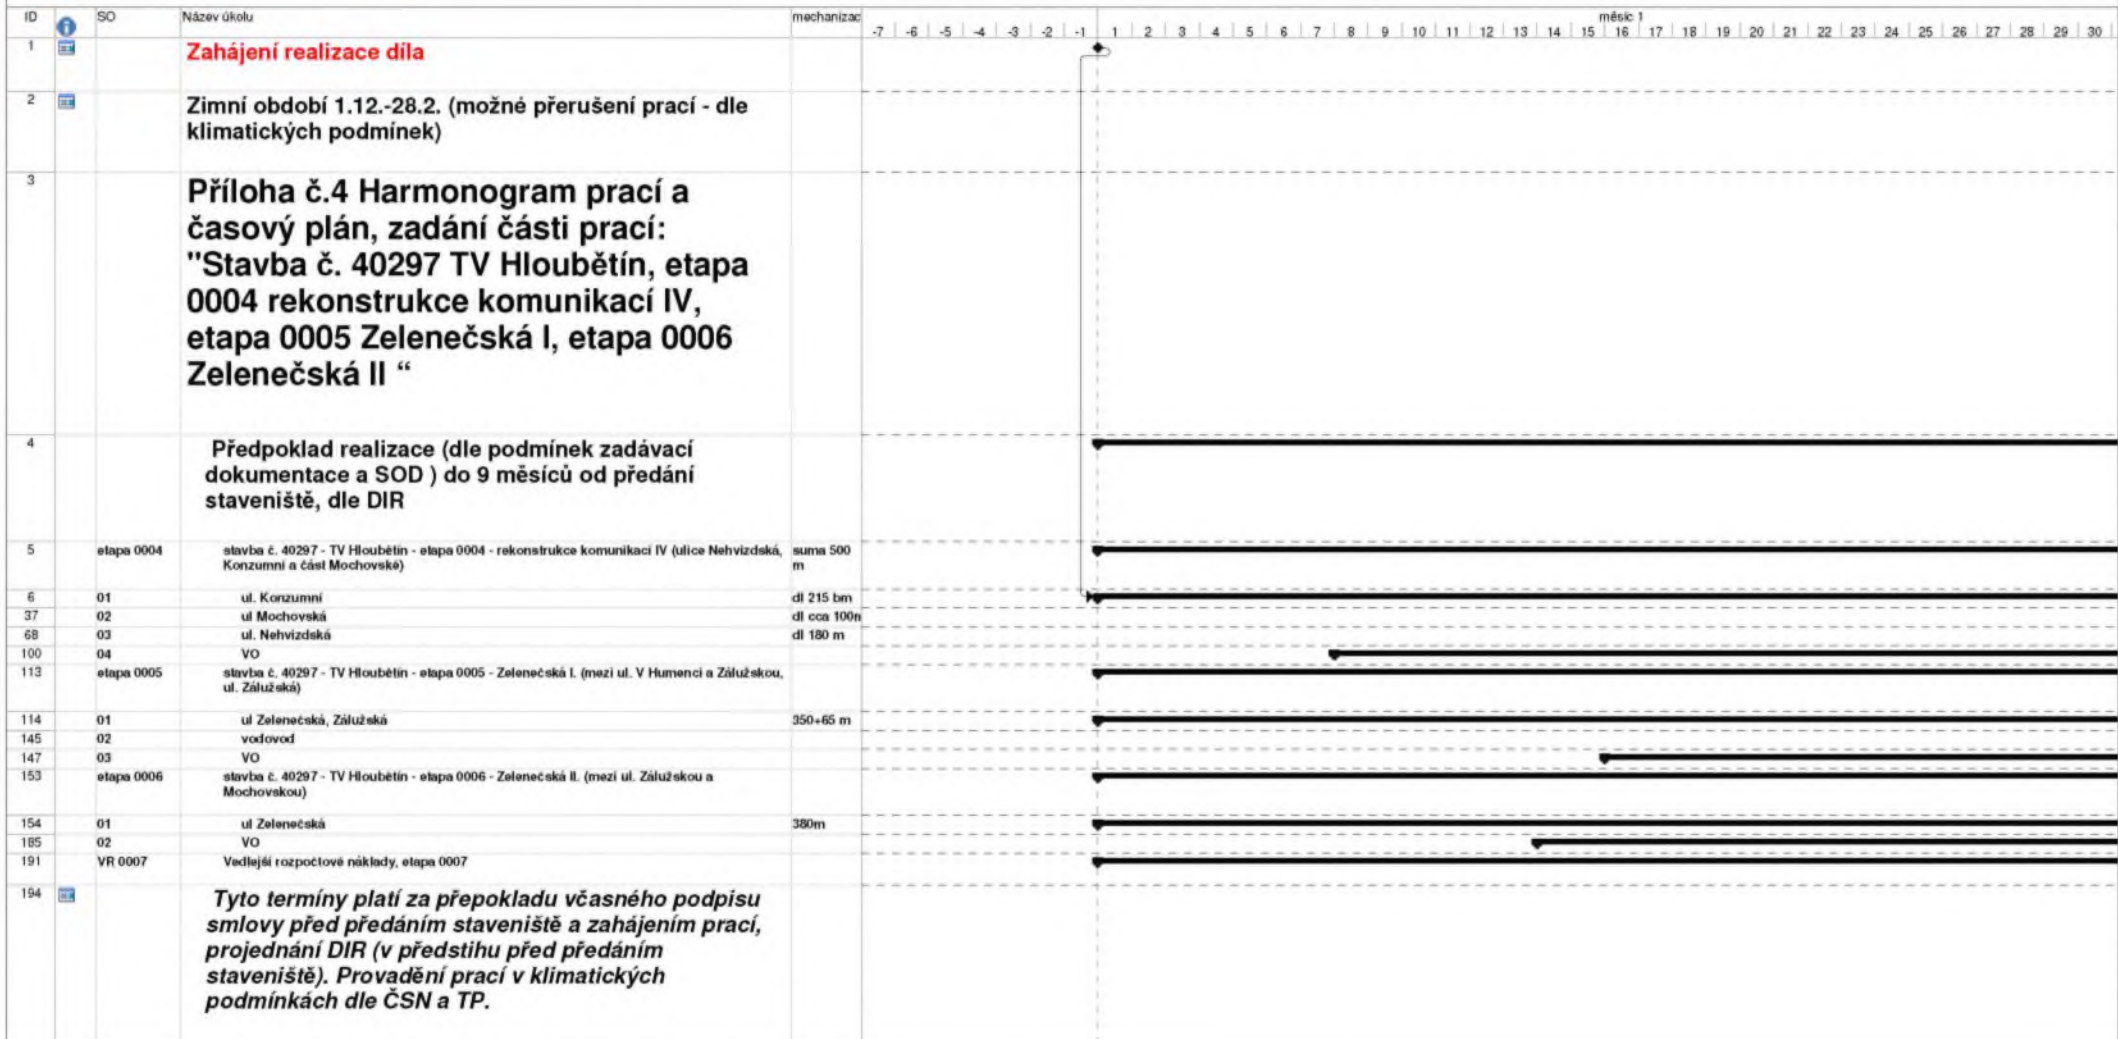 ID SO Název úkolu mechanizac měsíc 1
-7 -6 -5 -4 -3 -2 -1 1 2 3 4 5 6 7 8 9 10 11 12 13 14 15 16 17 18 19 20 21 22 23 24 25 26 27 28 29 30
1 Zahájení realizace díla
2 Zimní období 1.12.-28.2. (možné přerušení prací - dle
klimatických podmínek)
3 Příloha č.4 Harmonogram prací a
časový plán, zadání části prací:
"Stavba č. 40297 TV Hloubětín, etapa
0004 rekonstrukce komunikací IV,
etapa 0005 Zelenečská I, etapa 0006
Zelenečská II “
4 Předpoklad realizace (dle podmínek zadávací
dokumentace a SOD ) do 9 měsíců od předání
staveniště, dle DIR
5 etapa 0004 stavba č. 40297 - TV Hloubětín - etapa 0004 - rekonstrukce komunikací IV (ulice Nehvizdská, suma 500
Konzumní a část Mochovské) m
6 01 ul. Konzumní dl 215 bm
37 02 ul Mochovská dl cca 100m
68 03 ul. Nehvizdská dl 180 m
100 04 VO
113 etapa 0005 stavba č. 40297 - TV Hloubětín - etapa 0005 - Zelenečská I. (mezi ul. V Humenci a Zálužskou,
ul. Zálužská)
114 01 ul Zelenečská, Zálužská 350+65 m
145 02 vodovod
147 03 VO
153 etapa 0006 stavba č. 40297 - TV Hloubětín - etapa 0006 - Zelenečská II. (mezi ul. Zálužskou a
Mochovskou)
154 01 ul Zelenečská 380m
185 02 VO
191 VR 0007 Vedlejší rozpočtové náklady, etapa 0007
194 Tyto termíny platí za přepokladu včasného podpisu
smlovy před předáním staveniště a zahájením prací,
projednání DIR (v předstihu před předáním
staveniště). Provadění prací v klimatických
podmínkách dle ČSN a TP.